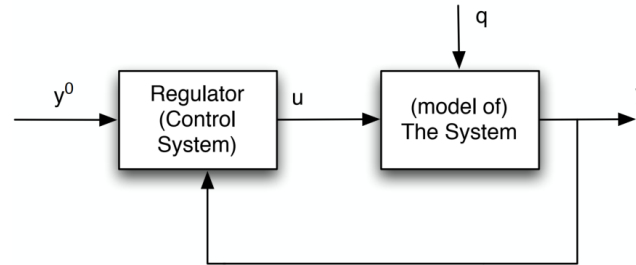 q
y⁰
Regulator
(Control
System)
u
(model of)
The System